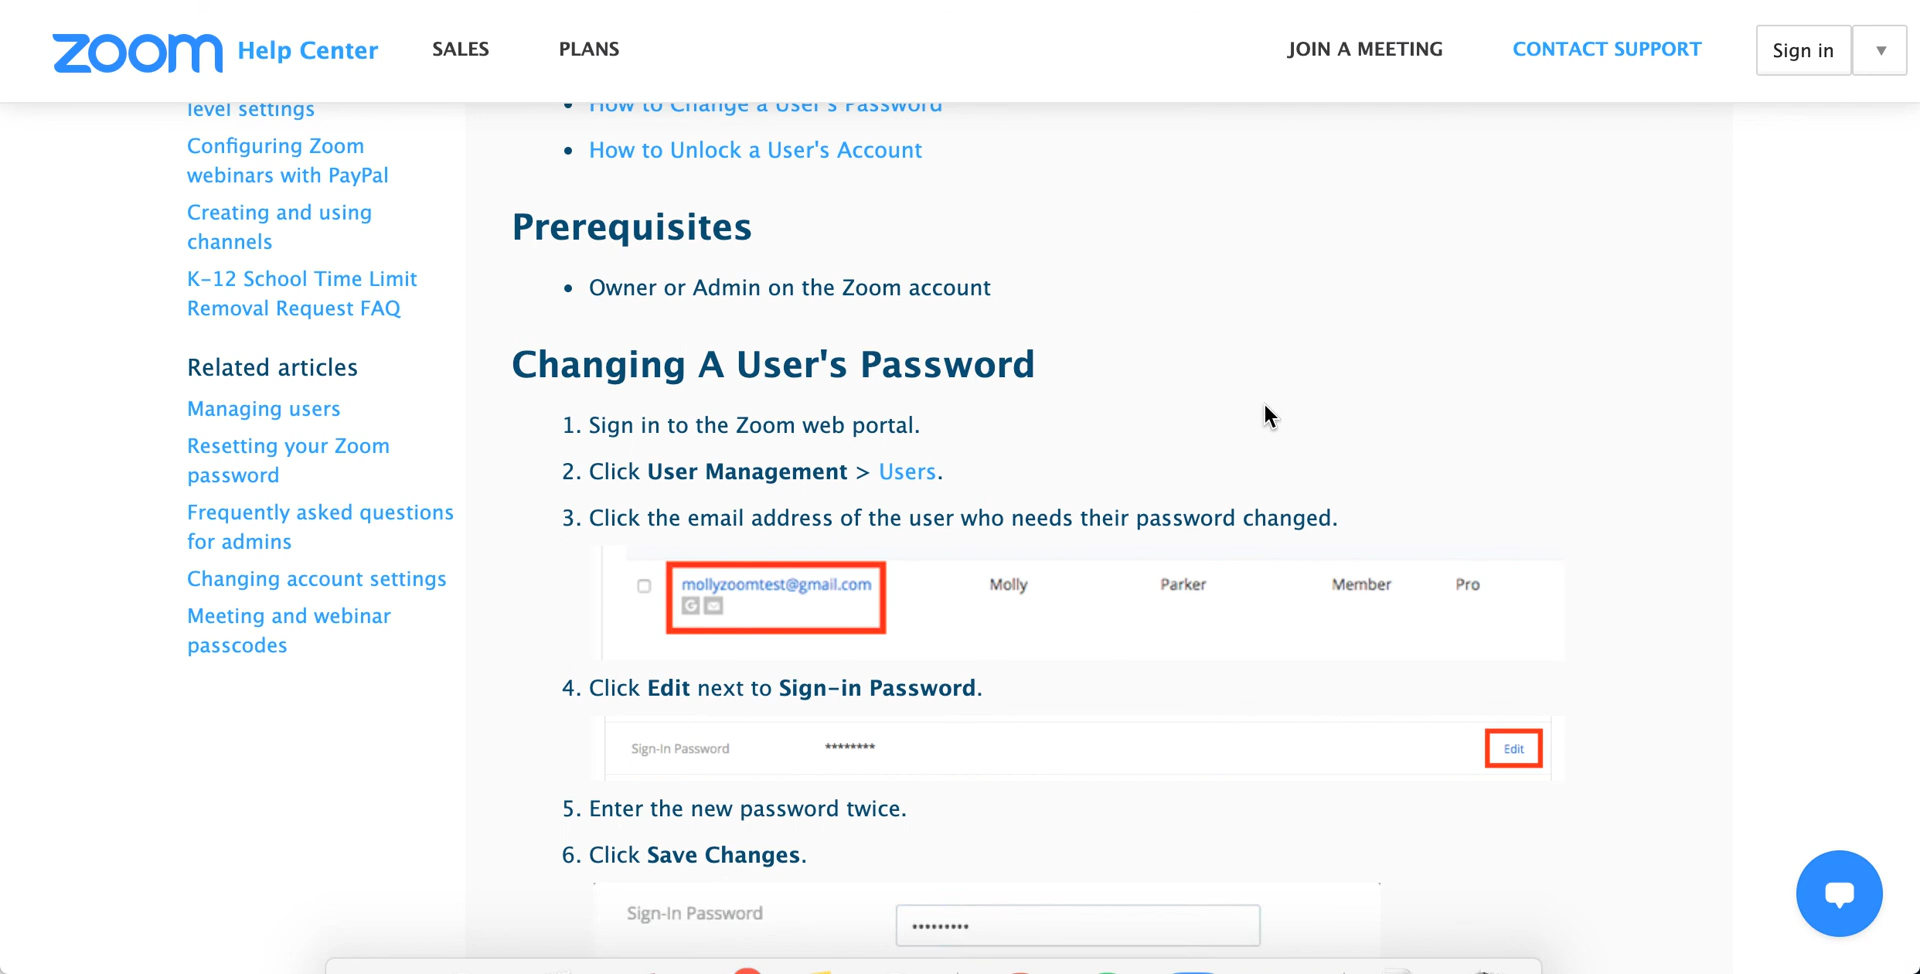 zoom Help Center SALES PLANS JOIN A MEETING CONTACT SUPPORT Sign in
level settings
Configuring Zoom
webinars with PayPal
Creating and using
channels
K-12 School Time Limit
Removal Request FAQ
Related articles
Managing users
Resetting your Zoom
password
Frequently asked questions
for admins
Changing account settings
Meeting and webinar
passcodes
• How to Change a User's Password
• How to Unlock a User's Account
Prerequisites
• Owner or Admin on the Zoom account
Changing A User's Password
1. Sign in to the Zoom web portal.
2. Click User Management > Users.
3. Click the email address of the user who needs their password changed.
mollyzoomtest@gmail.com Molly Parker Member Pro
G
4. Click Edit next to Sign-in Password.
Sign-In Password ******** Edit
5. Enter the new password twice.
6. Click Save Changes.
Sign-In Password •••••••••